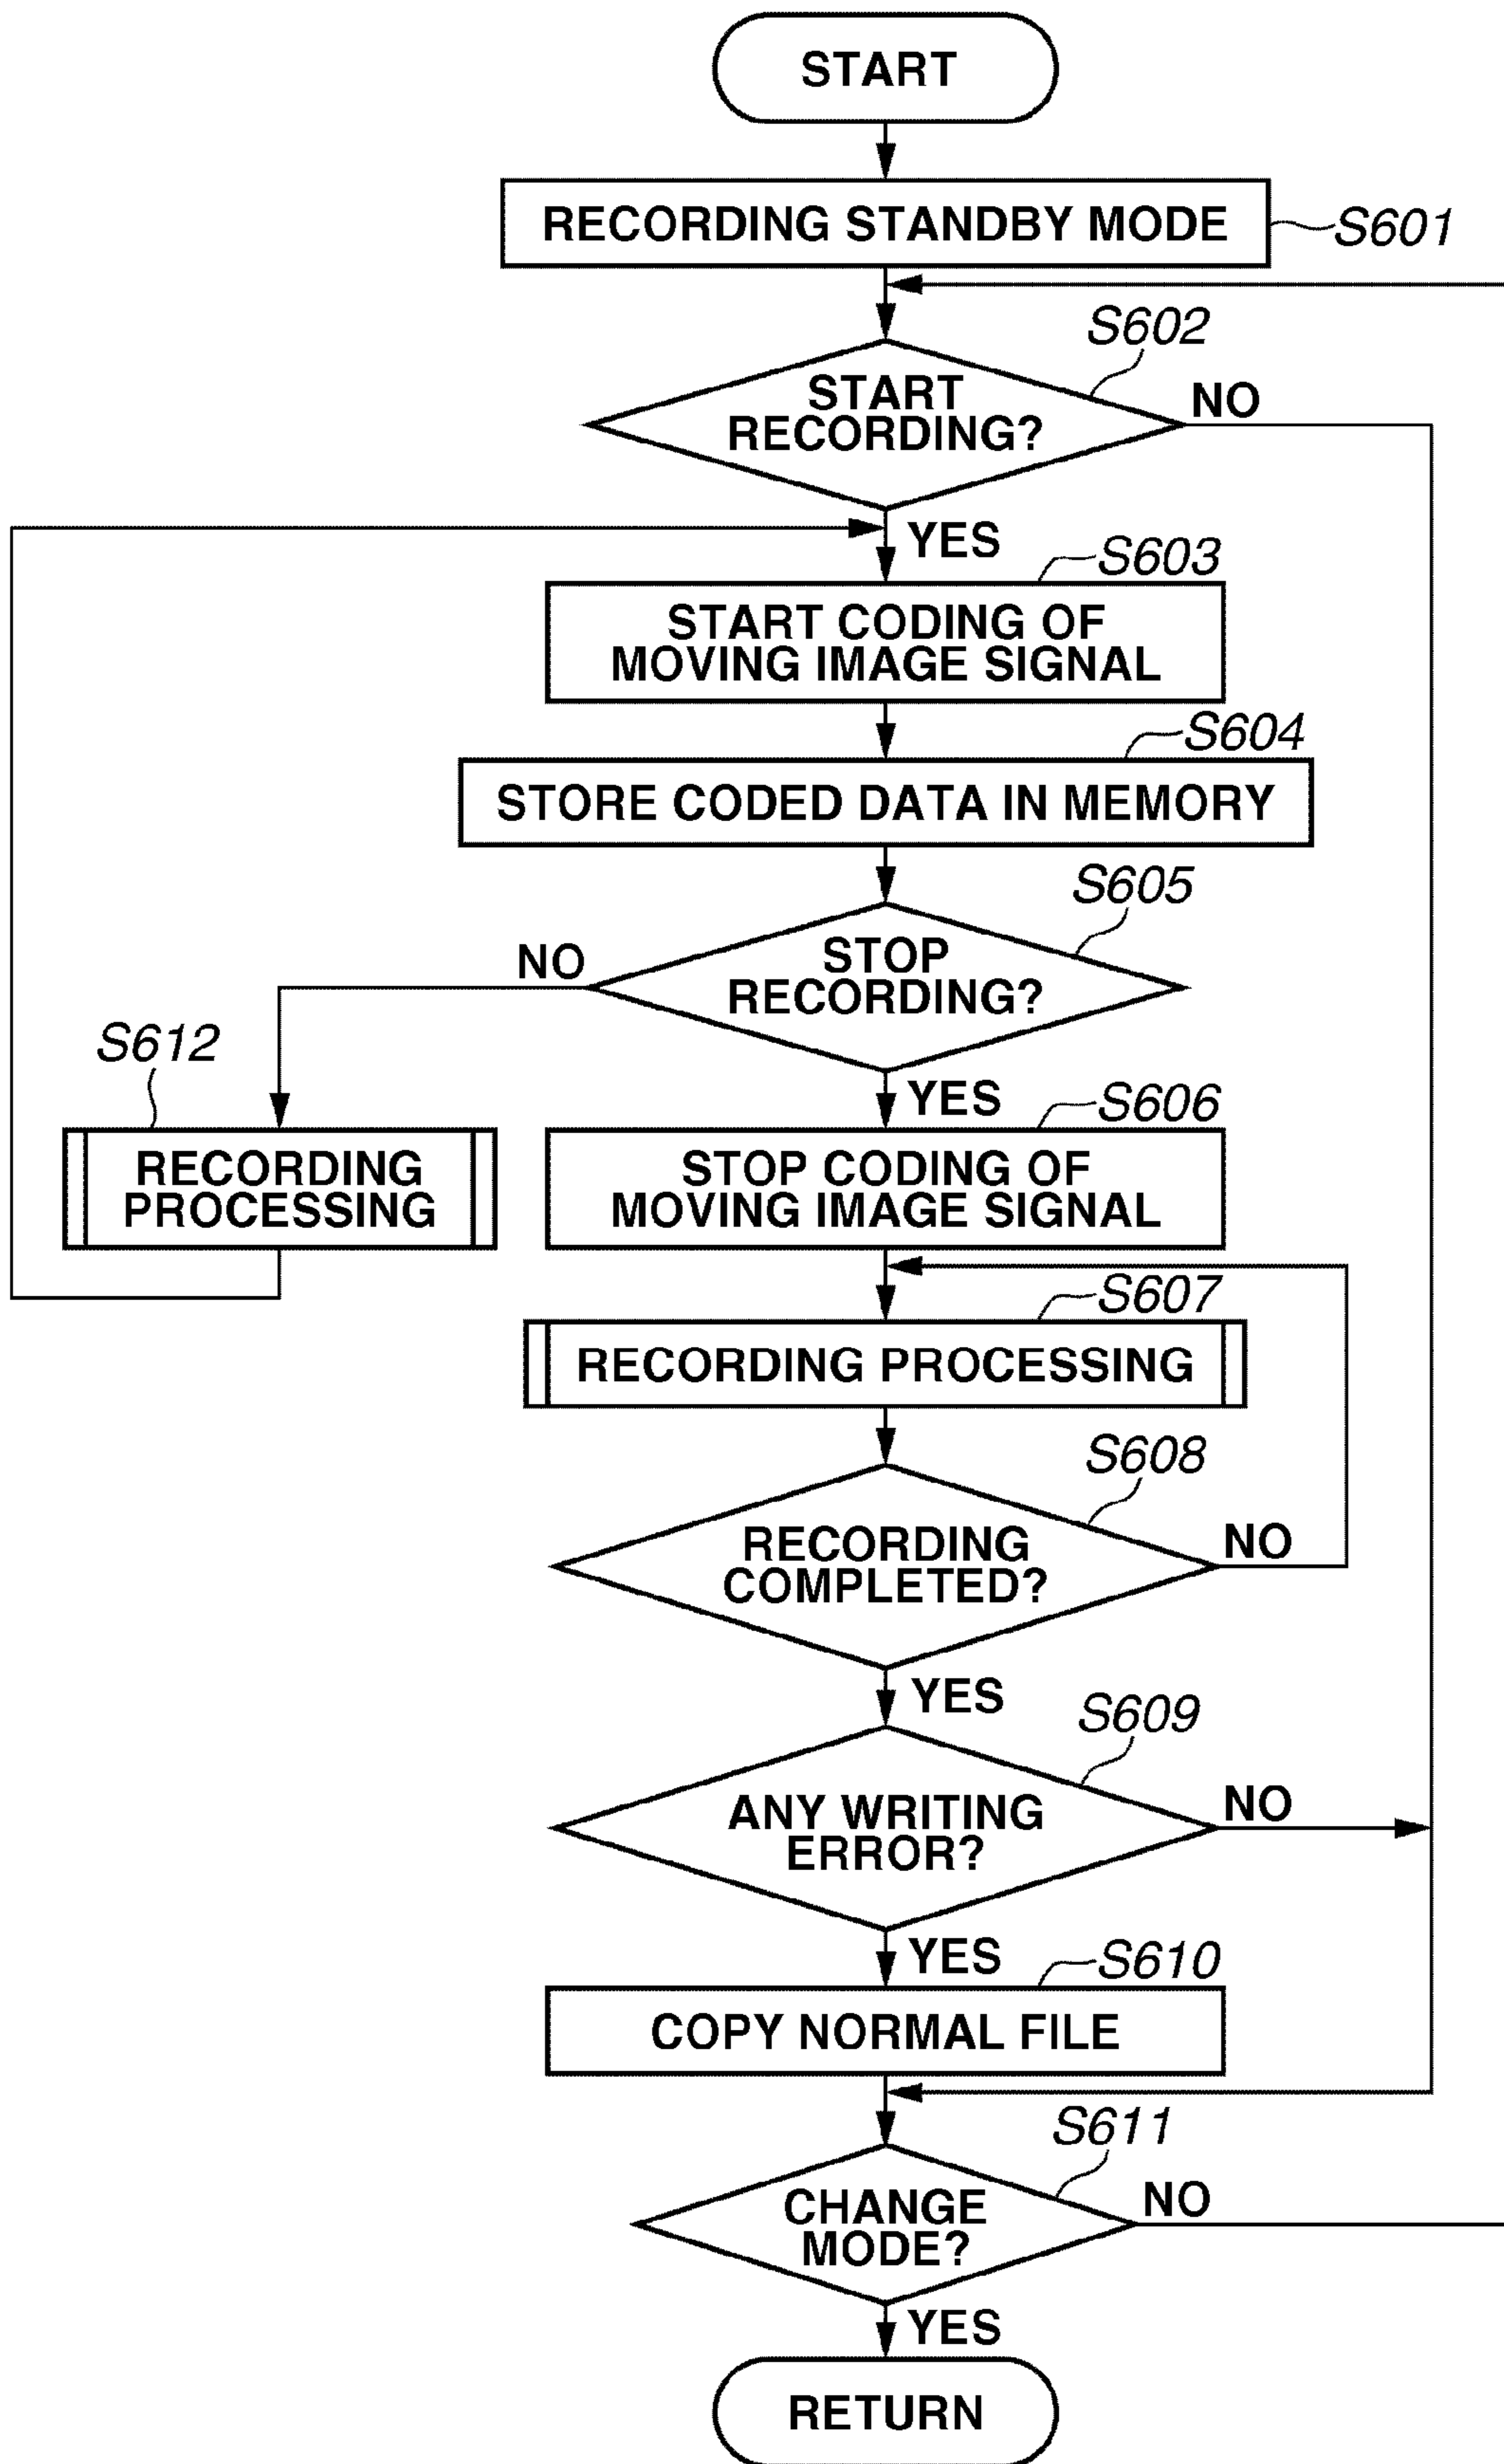 START
RECORDING STANDBY MODE
S601
S602
START
RECORDING?
NO
YES
S603
START CODING OF
MOVING IMAGE SIGNAL
S604
STORE CODED DATA IN MEMORY
S605
STOP
RECORDING?
NO
S612
RECORDING
PROCESSING
YES
S606
STOP CODING OF
MOVING IMAGE SIGNAL
S607
RECORDING PROCESSING
S608
RECORDING
COMPLETED?
NO
YES
S609
ANY WRITING
ERROR?
NO
YES
S610
COPY NORMAL FILE
S611
CHANGE
MODE?
NO
YES
RETURN